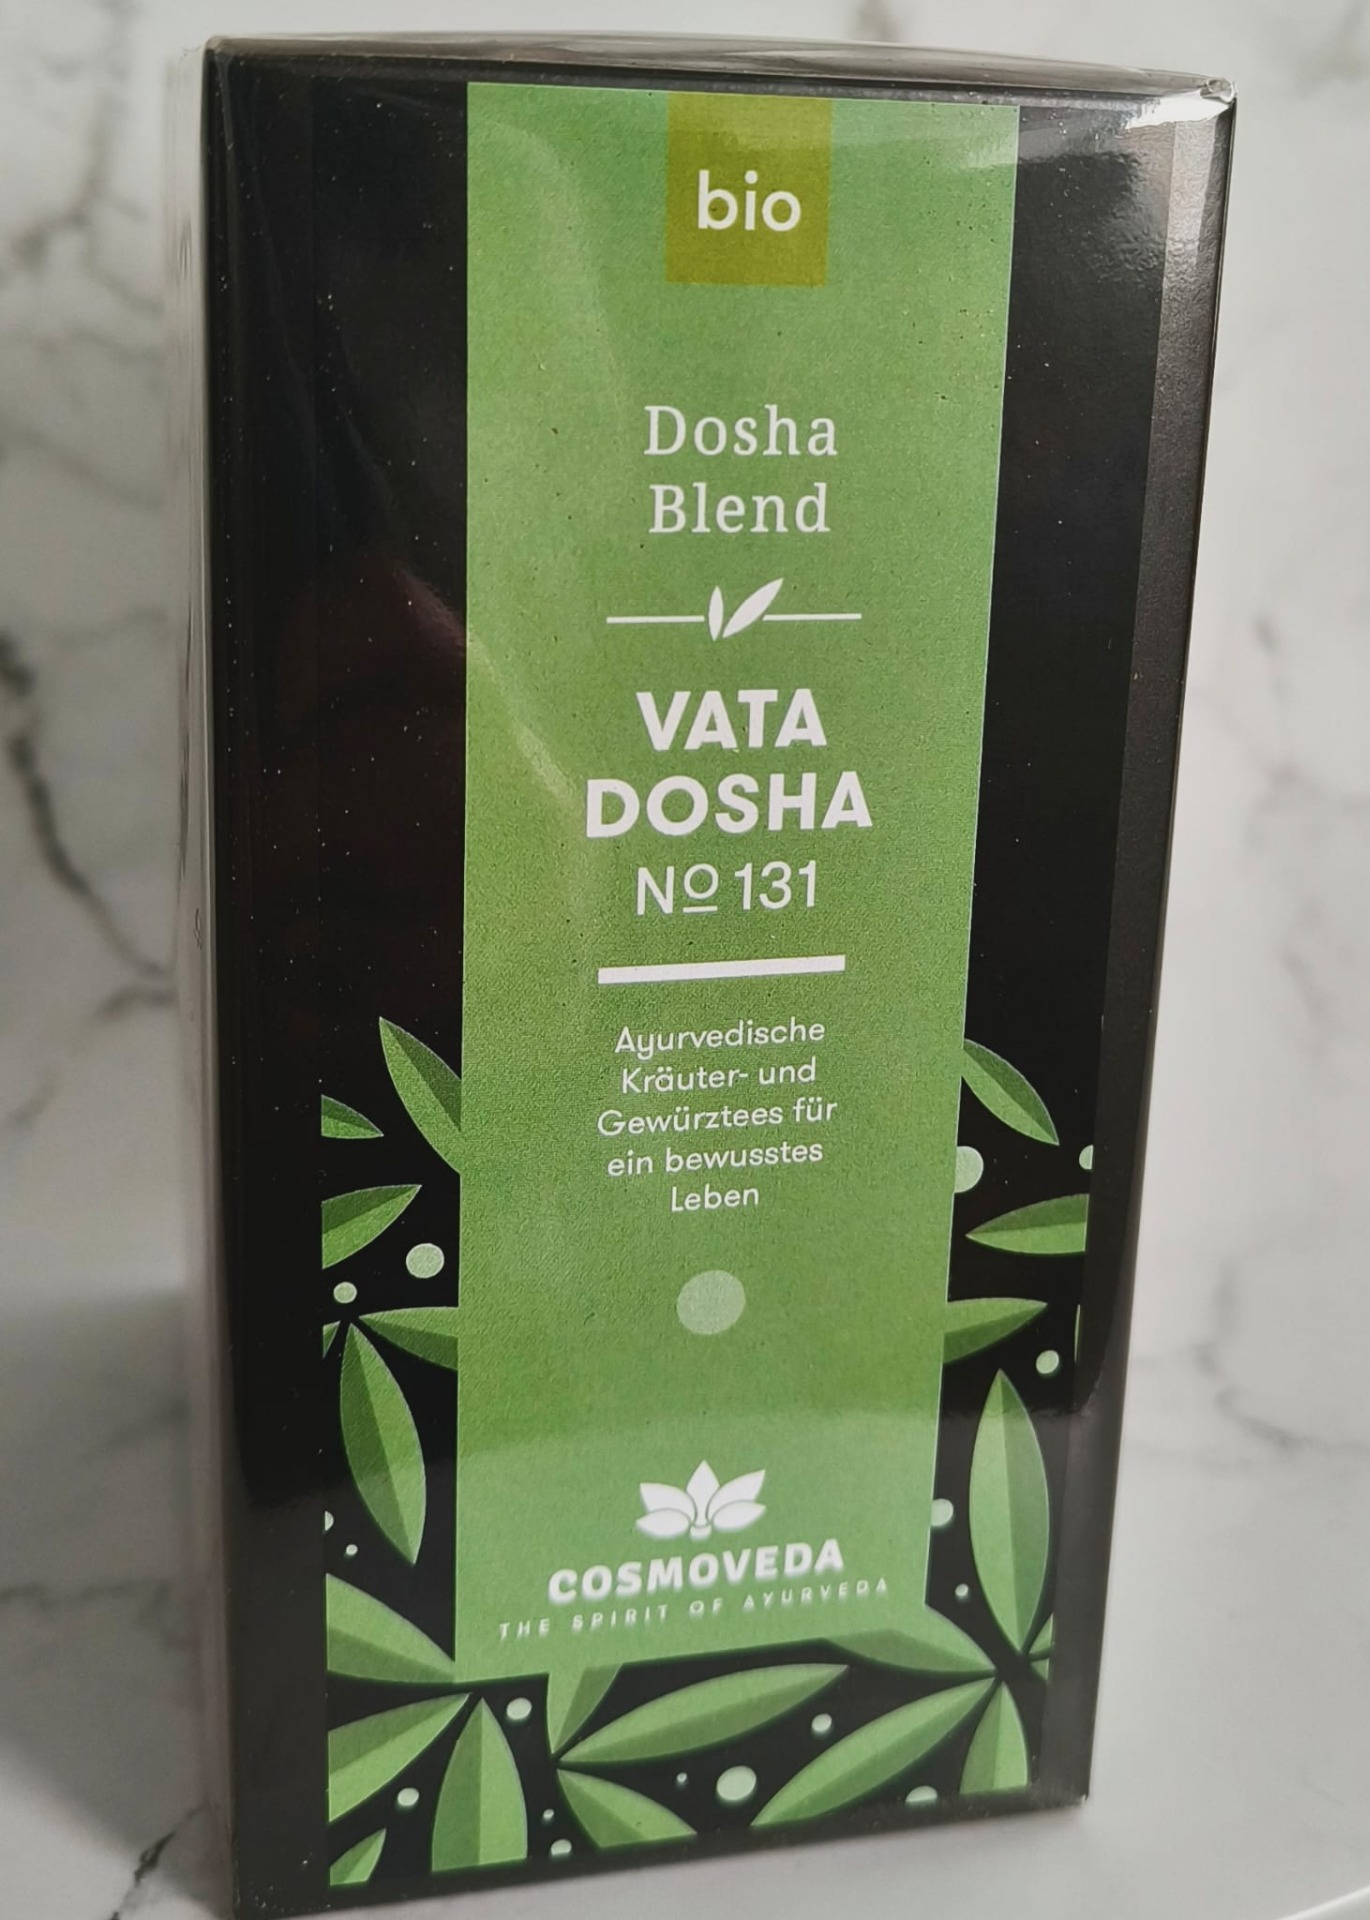 bio
Dosha
Blend
VATA
DOSHA
Nº 131
Ayurvedische
Kräuter- und
Gewürztees für
ein bewusstes
Leben
COSMOVEDA
THE SPIRIT OF AYURVEDA